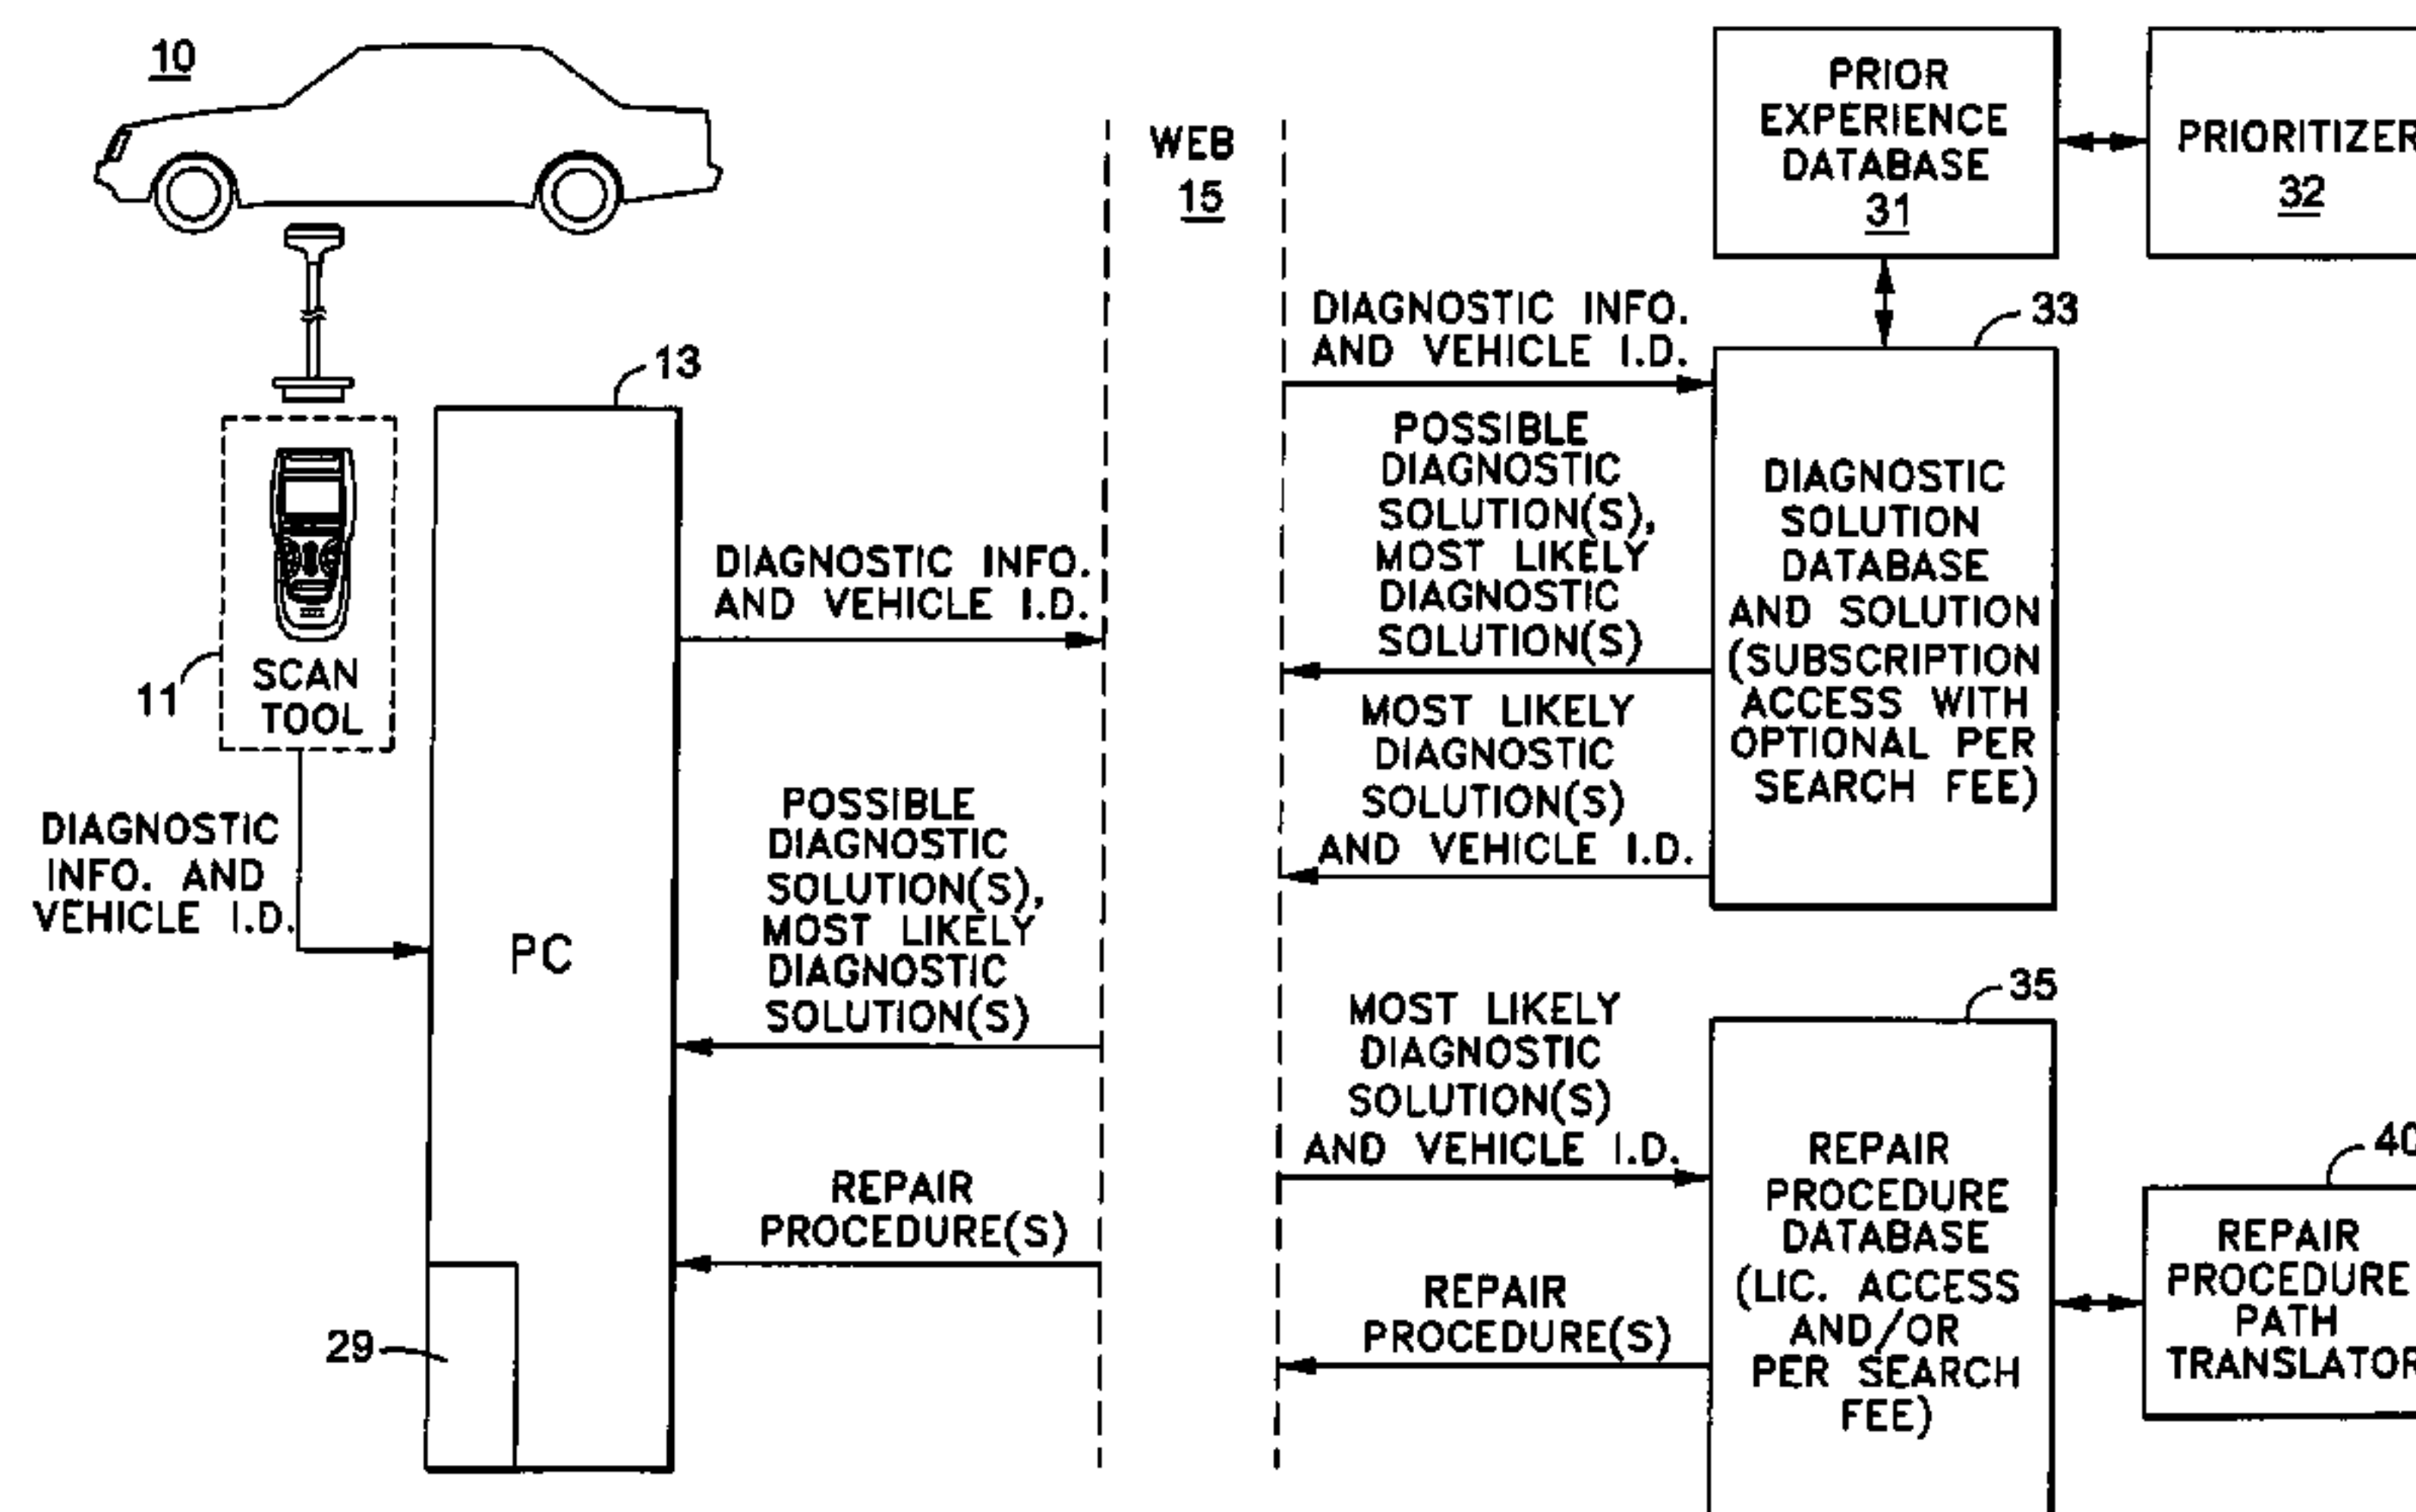 10
WEB
15
PRIOR
EXPERIENCE
DATABASE
31
PRIORITIZER
32
DIAGNOSTIC INFO.
AND VEHICLE I.D.
33
13
SCAN
TOOL
11
DIAGNOSTIC
INFO. AND
VEHICLE I.D.
PC
29
DIAGNOSTIC INFO.
AND VEHICLE I.D.
POSSIBLE
DIAGNOSTIC
SOLUTION(S),
MOST LIKELY
DIAGNOSTIC
SOLUTION(S)
REPAIR
PROCEDURE(S)
POSSIBLE
DIAGNOSTIC
SOLUTION(S),
MOST LIKELY
DIAGNOSTIC
SOLUTION(S)
MOST LIKELY
DIAGNOSTIC
SOLUTION(S)
AND VEHICLE I.D.
DIAGNOSTIC
SOLUTION
DATABASE
AND SOLUTION
(SUBSCRIPTION
ACCESS WITH
OPTIONAL PER
SEARCH FEE)
MOST LIKELY
DIAGNOSTIC
SOLUTION(S)
AND VEHICLE I.D.
REPAIR
PROCEDURE(S)
35
REPAIR
PROCEDURE
DATABASE
(LIC. ACCESS
AND/OR
PER SEARCH
FEE)
40
REPAIR
PROCEDURE
PATH
TRANSLATOR